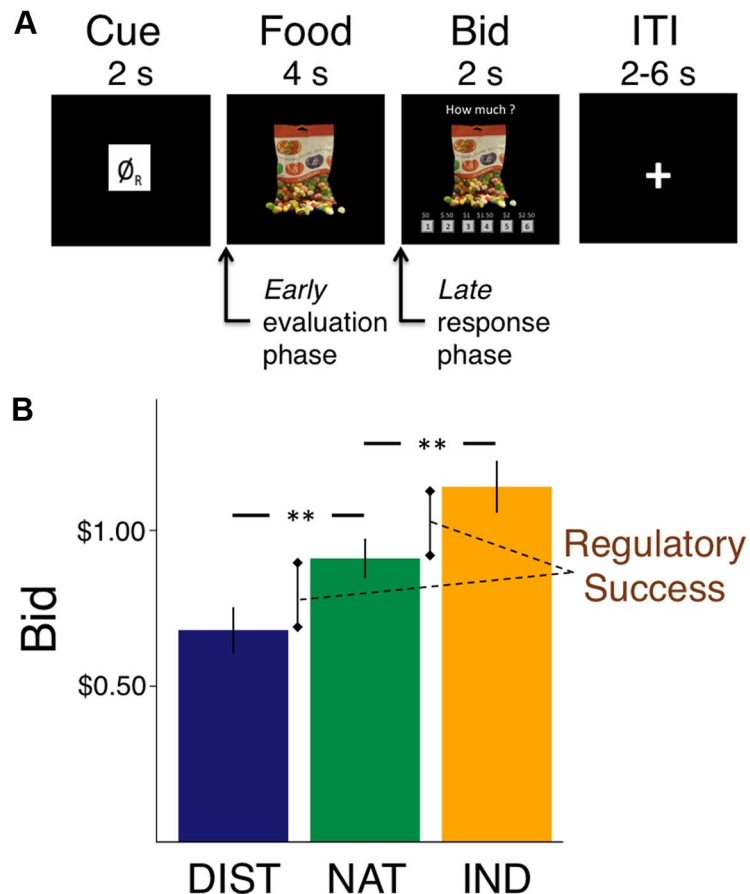 A
Cue Food Bid ITI
2 s 4 s 2 s 2-6 s
How much ?
Ø R
$0 $.50 $1 $1.50 $2 $2.50
1 2 3 4 5 6
+
Early
evaluation
phase
Late
response
phase
B
**
**
$1.00
$0.50
Bid
Regulatory
Success
DIST NAT IND